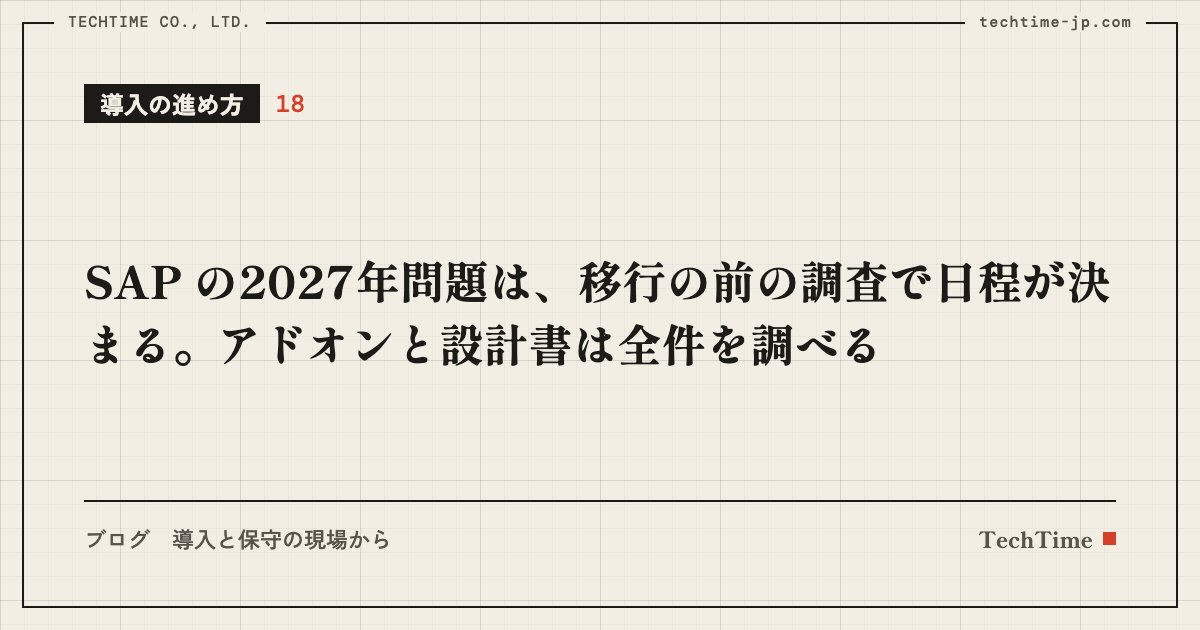 TECHTIME CO., LTD.
techtime-jp.com
導入の進め方 18
SAP の2027年問題は、移行の前の調査で日程が決
まる。アドオンと設計書は全件を調べる
ブログ　導入と保守の現場から
TechTime